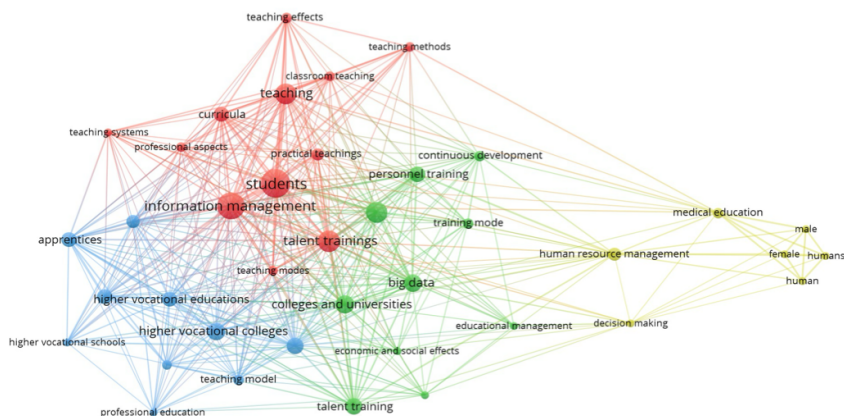 teaching effects
teaching methods
classroom teaching
teaching
curricula
teaching systems
professional aspects
practical teachings
continuous development
personnel training
students
information management
medical education
training mode
male
apprentices
talent trainings
human resource management
female
humans
teaching modes
human
big data
higher vocational educations
colleges and universities
decision making
educational management
higher vocational colleges
higher vocational schools
economic and social effects
teaching model
talent training
professional education